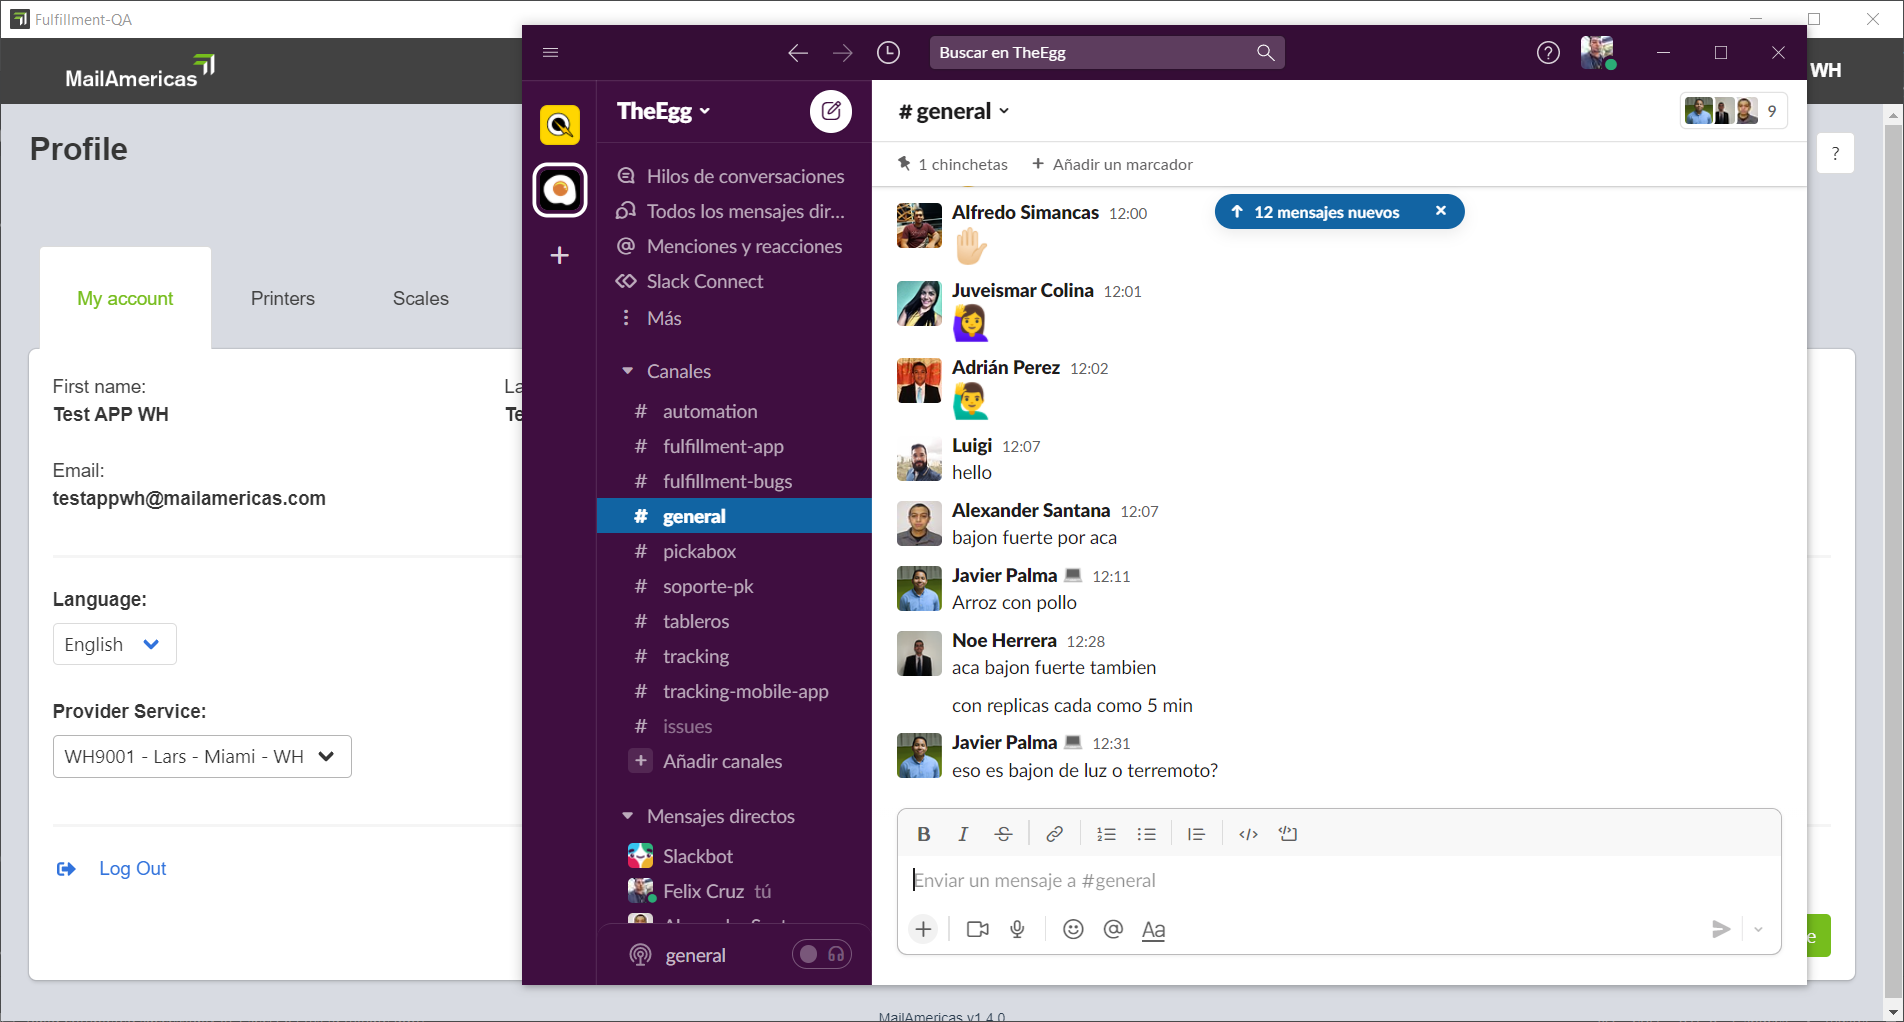 Fulfillment-QA
MailAmericas
WH
Profile
?
My account
Printers
Scales
First name:
Test APP WH
La
Te
Email:
testappwh@mailamericas.com
Language:
English
Provider Service:
WH9001 - Lars - Miami - WH
Log Out
e
MailAmericas v1.4.0
Buscar en TheEgg
TheEgg
Hilos de conversaciones
Todos los mensajes dir...
Menciones y reacciones
Slack Connect
Más
Canales
# automation
# fulfillment-app
# fulfillment-bugs
# general
# pickabox
# soporte-pk
# tableros
# tracking
# tracking-mobile-app
# issues
+ Añadir canales
Mensajes directos
Slackbot
Felix Cruz tú
general
# general
9
1 chinchetas
+ Añadir un marcador
12 mensajes nuevos
Alfredo Simancas 12:00
Juveismar Colina 12:01
Adrián Perez 12:02
Luigi 12:07
hello
Alexander Santana 12:07
bajon fuerte por aca
Javier Palma 12:11
Arroz con pollo
Noe Herrera 12:28
aca bajon fuerte tambien
con replicas cada como 5 min
Javier Palma 12:31
eso es bajon de luz o terremoto?
Enviar un mensaje a #general
Aa